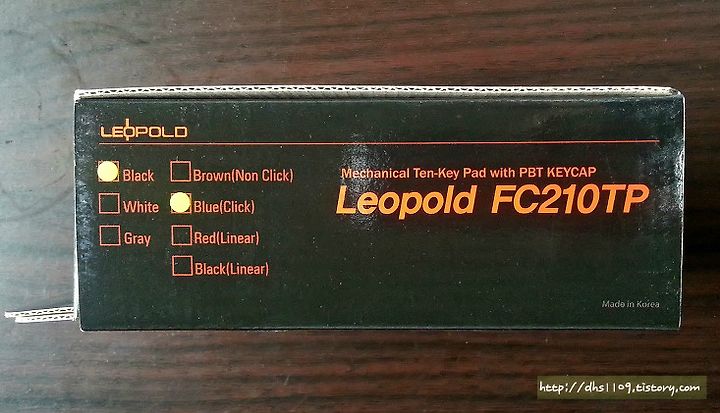 LEOPOLD
Black
White
Gray
Brown(Non Click)
Blue(Click)
Red(Linear)
Black(Linear)
Mechanical Ten-Key Pad with PBT KEYCAP
Leopold FC210TP
Made in Korea
http://dhs1109.tistory.com